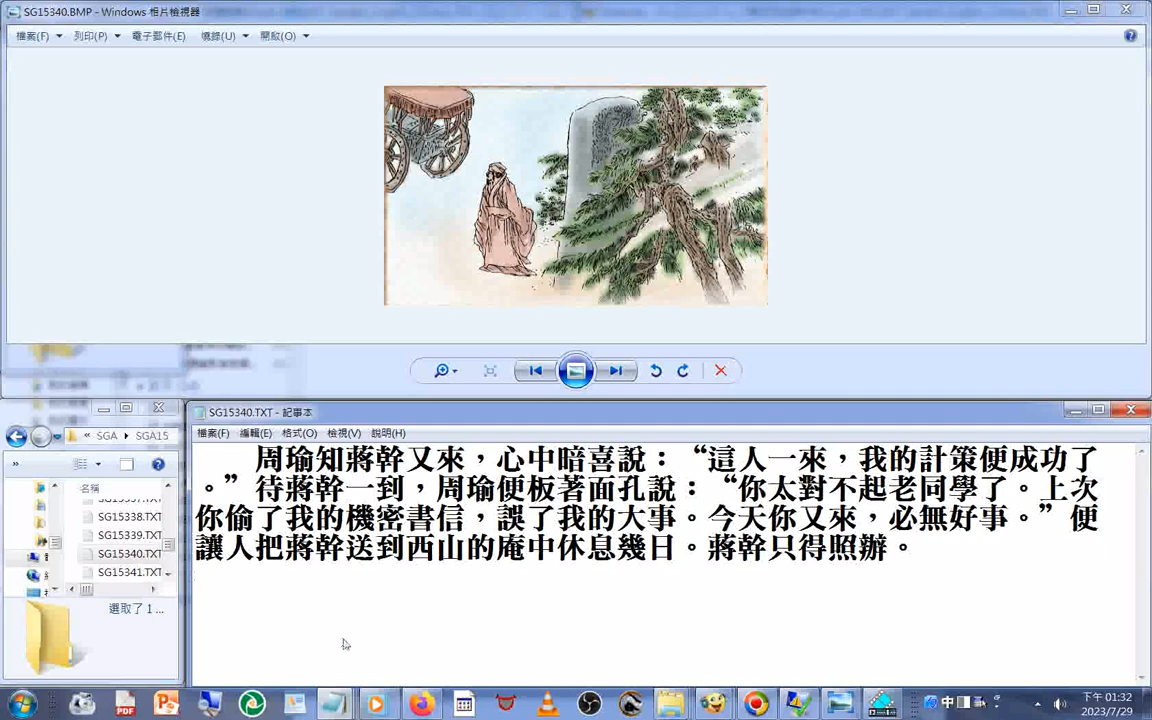 SG15340.BMP - Windows 相片檢視器
檔案(F) 列印(P) 電子郵件(E) 燒錄(U) 開啟(O)
SG15340.TXT - 記事本
« SGA ▸ SGA15
檔案(F) 編輯(E) 格式(O) 檢視(V) 說明(H)
周瑜知蔣幹又來，心中暗喜說：“這人一來，我的計策便成功了
。”待蔣幹一到，周瑜便板著面孔說：“你太對不起老同學了。上次
你偷了我的機密書信，誤了我的大事。今天你又來，必無好事。”便
讓人把蔣幹送到西山的庵中休息幾日。蔣幹只得照辦。
»
名稱
SG15337.TXT
SG15338.TXT
SG15339.TXT
SG15340.TXT
SG15341.TXT
選取了 1 ...
PDF
中
下午 01:32
2023/7/29